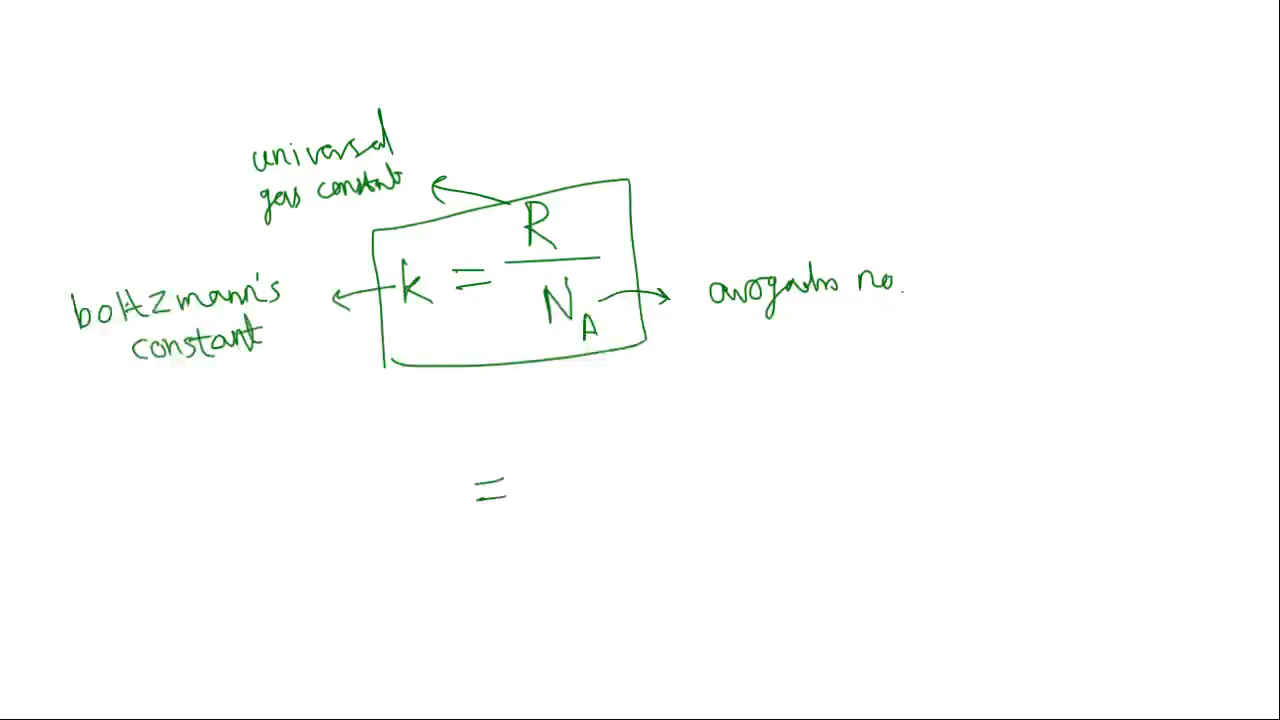 universal
gas constant
k = R / N_A
boltzmann's
constant
avogadro no.
=